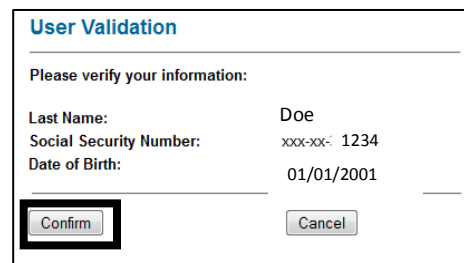 User Validation
Please verify your information:
Last Name: Doe
Social Security Number: xxx-xx-: 1234
Date of Birth: 01/01/2001
Confirm Cancel